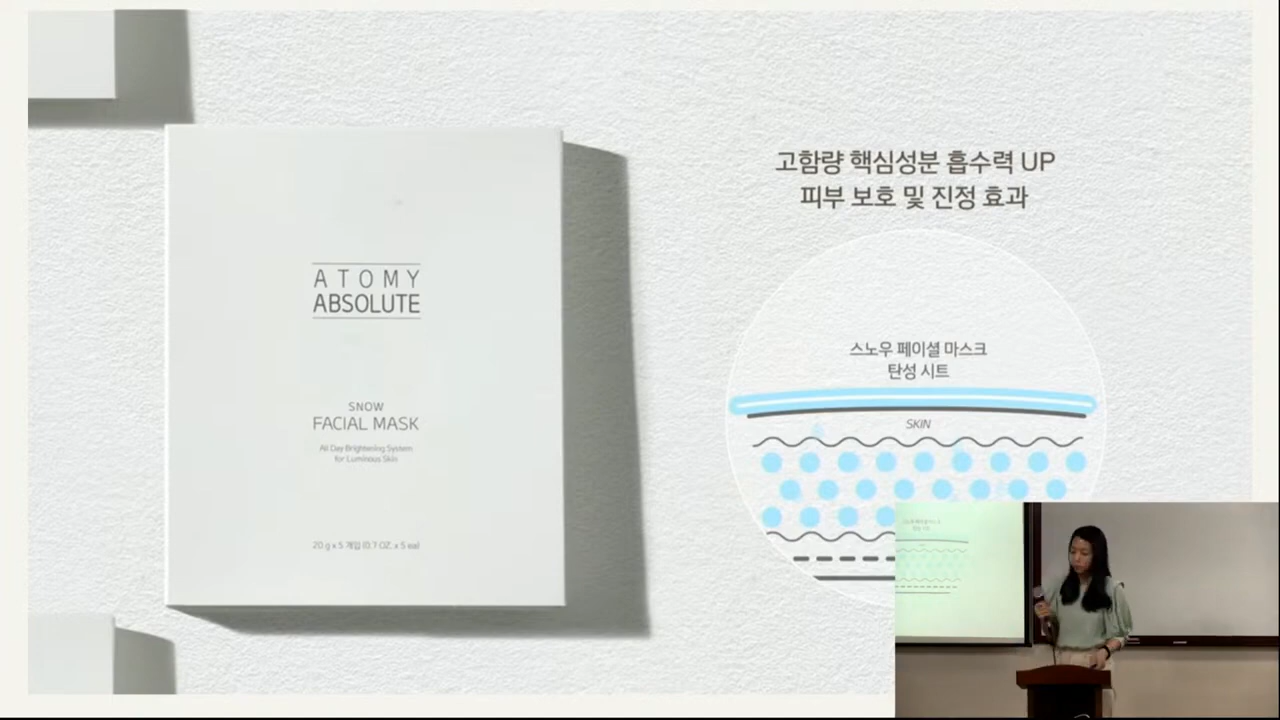 ATOMY
ABSOLUTE
SNOW
FACIAL MASK
All Day Brightening System
for Luminous Skin
20 g x 5 개입 (0.7 OZ. x 5 ea)
고함량 핵심성분 흡수력 UP
피부 보호 및 진정 효과
스노우 페이셜 마스크
탄성 시트
SKIN